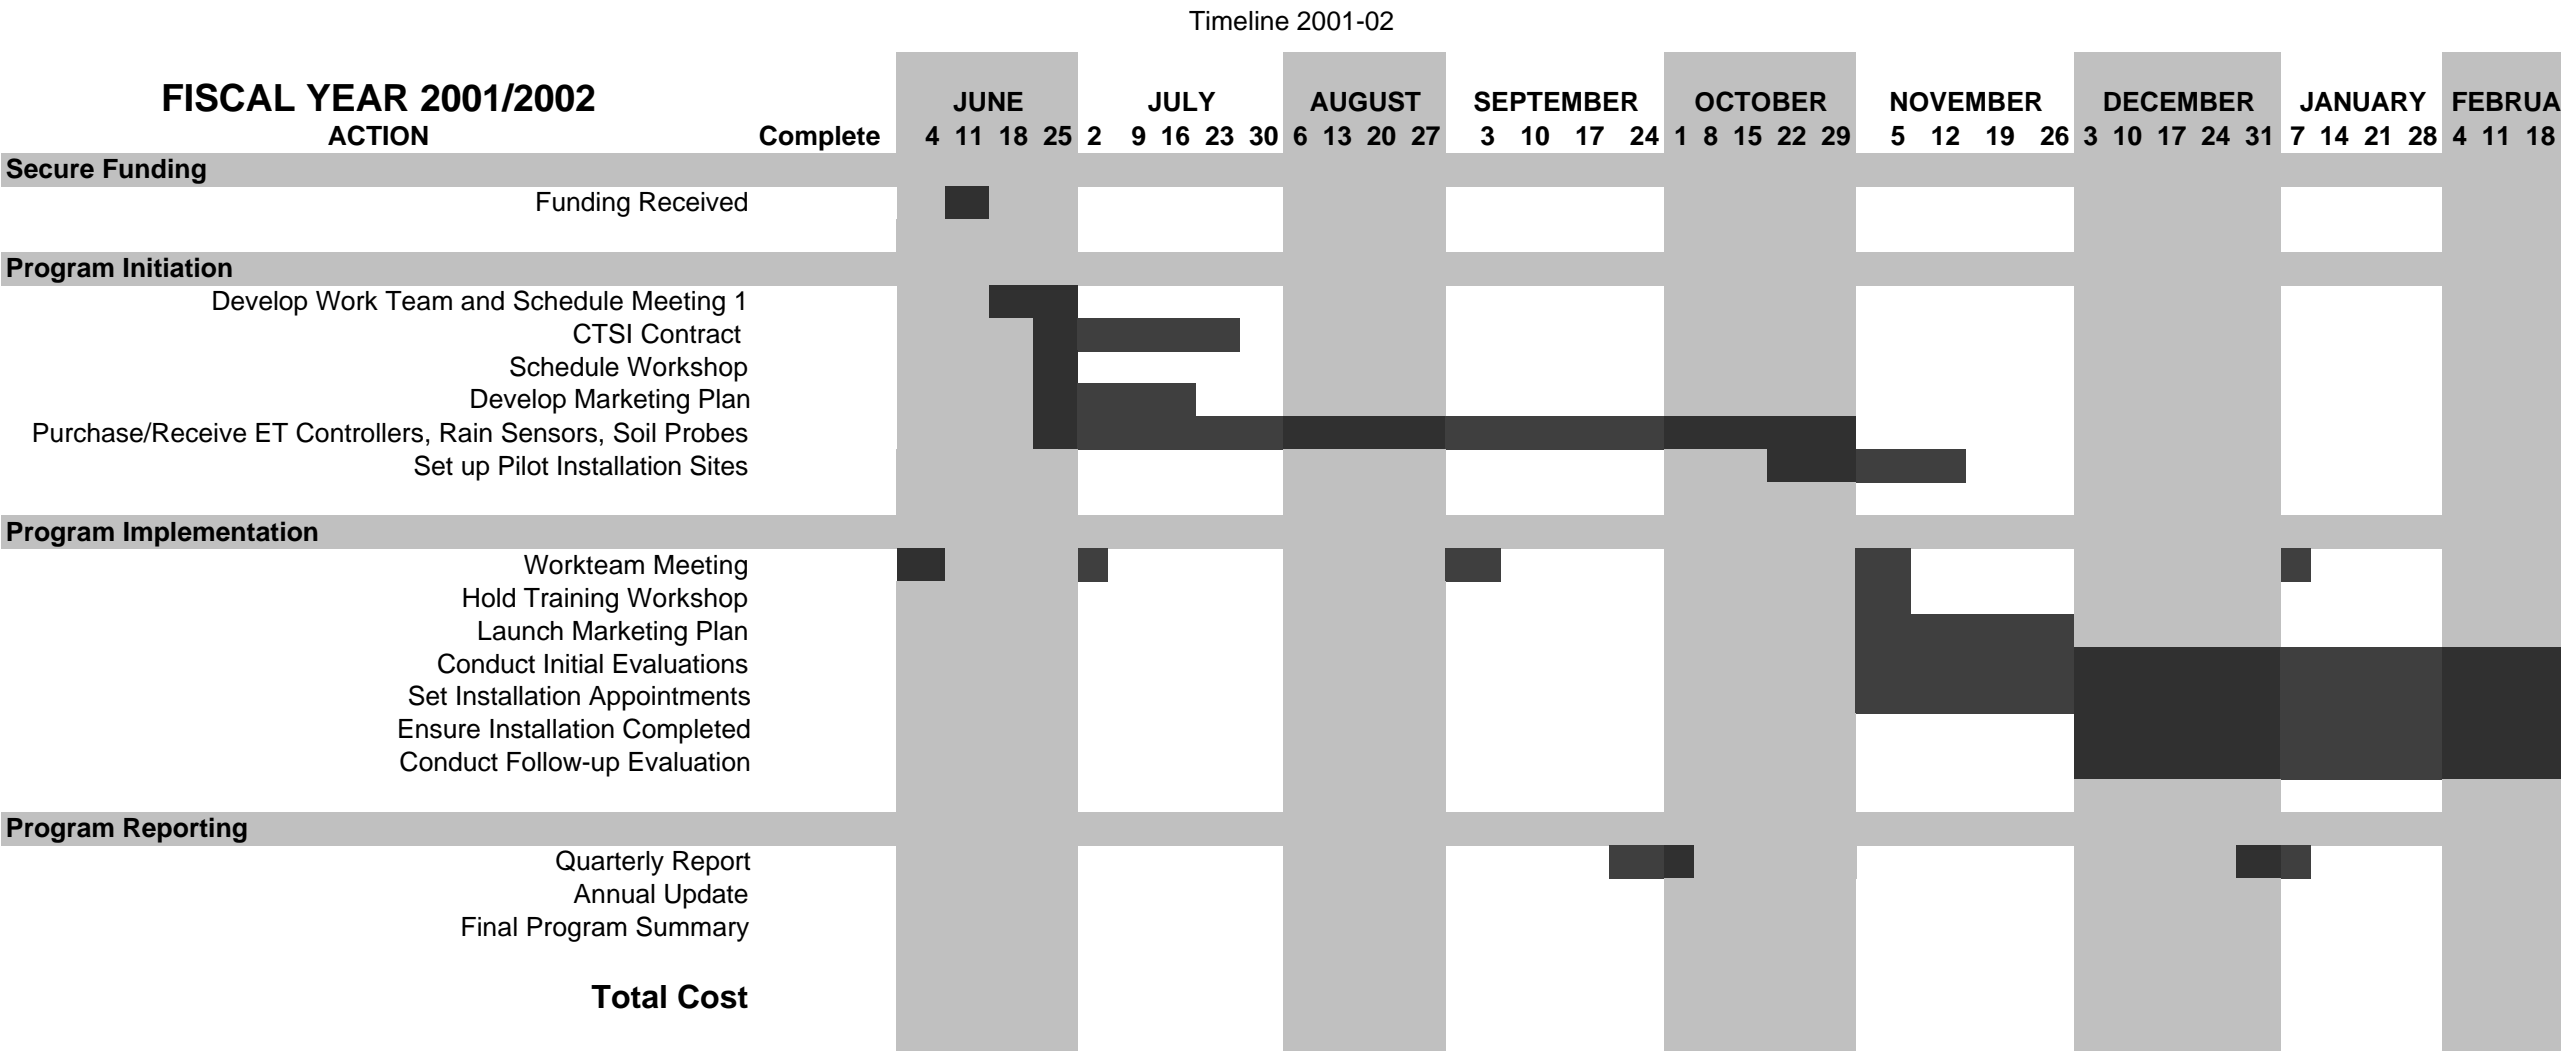 Timeline 2001-02
FISCAL YEAR 2001/2002 JUNE JULY AUGUST SEPTEMBER OCTOBER NOVEMBER DECEMBER JANUARY FEBRUA
ACTION Complete 4 11 18 25 2 9 16 23 30 6 13 20 27 3 10 17 24 1 8 15 22 29 5 12 19 26 3 10 17 24 31 7 14 21 28 4 11 18
Secure Funding
Funding Received
Program Initiation
Develop Work Team and Schedule Meeting 1
CTSI Contract
Schedule Workshop
Develop Marketing Plan
Purchase/Receive ET Controllers, Rain Sensors, Soil Probes
Set up Pilot Installation Sites
Program Implementation
Workteam Meeting
Hold Training Workshop
Launch Marketing Plan
Conduct Initial Evaluations
Set Installation Appointments
Ensure Installation Completed
Conduct Follow-up Evaluation
Program Reporting
Quarterly Report
Annual Update
Final Program Summary
Total Cost